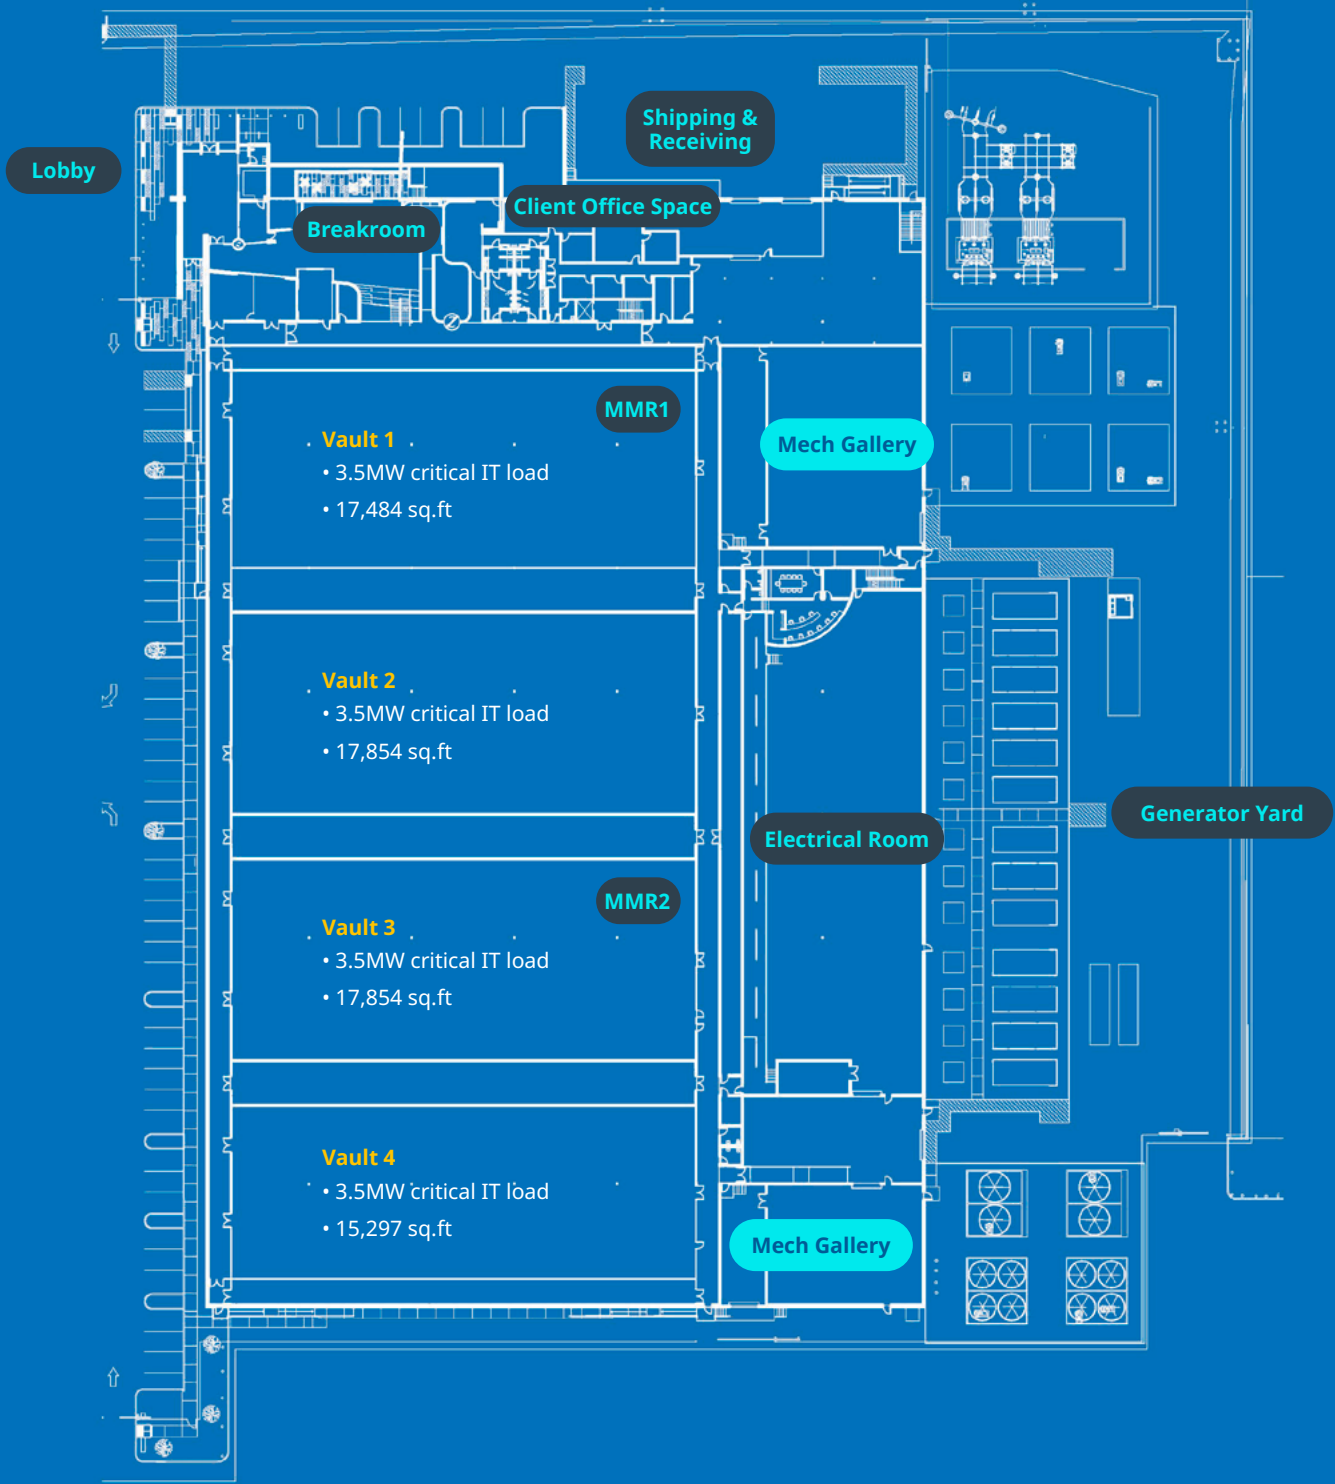 Shipping &
Receiving
Lobby
Client Office Space
Breakroom
MMR1
Vault 1
• 3.5MW critical IT load
• 17,484 sq.ft
Mech Gallery
Vault 2
• 3.5MW critical IT load
• 17,854 sq.ft
Generator Yard
Electrical Room
MMR2
Vault 3
• 3.5MW critical IT load
• 17,854 sq.ft
Vault 4
• 3.5MW critical IT load
• 15,297 sq.ft
Mech Gallery